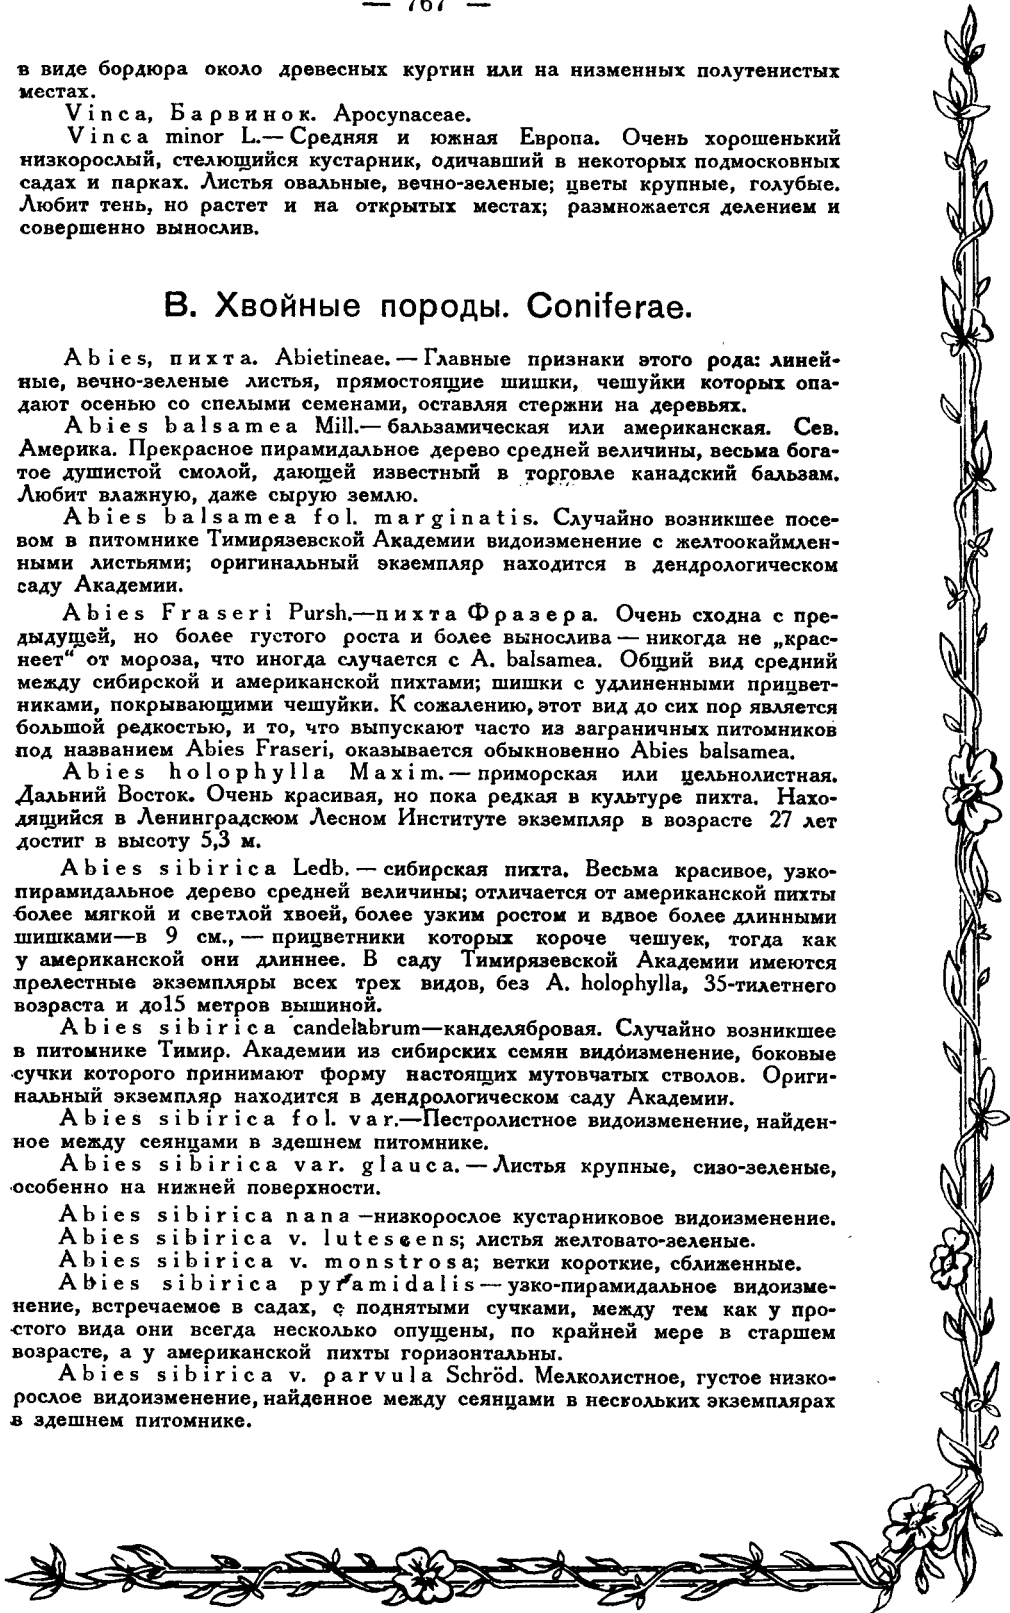 — 767 —
в виде бордюра около древесных куртин или на низменных полутенистых
местах.
Vinca, Барвинок. Apocynaceae.
Vinca minor L.— Средняя и южная Европа. Очень хорошенький
низкорослый, стелющийся кустарник, одичавший в некоторых подмосковных
садах и парках. Листья овальные, вечно-зеленые; цветы крупные, голубые.
Любит тень, но растет и на открытых местах; размножается делением и
совершенно вынослив.
В. Хвойные породы. Coniferae.
Abies, пихта. Abietineae. — Главные признаки этого рода: линей-
ные, вечно-зеленые листья, прямостоящие шишки, чешуйки которых опа-
дают осенью со спелыми семенами, оставляя стержни на деревьях.
Abies balsamea Mill.— бальзамическая или американская. Сев.
Америка. Прекрасное пирамидальное дерево средней величины, весьма бога-
тое душистой смолой, дающей известный в торговле канадский бальзам.
Любит влажную, даже сырую землю.
Abies balsamea fol. marginatis. Случайно возникшее посе-
вом в питомнике Тимирязевской Академии видоизменение с желтоокаймлен-
ными листьями; оригинальный экземпляр находится в дендрологическом
саду Академии.
Abies Fraseri Pursh.—пихта Фразера. Очень сходна с пре-
дыдущей, но более густого роста и более вынослива — никогда не „крас-
неет“ от мороза, что иногда случается с A. balsamea. Общий вид средний
между сибирской и американской пихтами; шишки с удлиненными прицвет-
никами, покрывающими чешуйки. К сожалению, этот вид до сих пор является
большой редкостью, и то, что выпускают часто из заграничных питомников
под названием Abies Fraseri, оказывается обыкновенно Abies balsamea.
Abies holophylla Maxim. — приморская или цельнолистная.
Дальний Восток. Очень красивая, но пока редкая в культуре пихта. Нахо-
дящийся в Ленинградском Лесном Институте экземпляр в возрасте 27 лет
достиг в высоту 5,3 м.
Abies sibirica Ledb. — сибирская пихта. Весьма красивое, узко-
пирамидальное дерево средней величины; отличается от американской пихты
более мягкой и светлой хвоей, более узким ростом и вдвое более длинными
шишками—в 9 см., — прицветники которых короче чешуек, тогда как
у американской они длиннее. В саду Тимирязевской Академии имеются
прелестные экземпляры всех трех видов, без A. holophylla, 35-тилетнего
возраста и до15 метров вышиной.
Abies sibirica candelabrum—канделябровая. Случайно возникшее
в питомнике Тимир. Академии из сибирских семян видоизменение, боковые
сучки которого принимают форму настоящих мутовчатых стволов. Ориги-
нальный экземпляр находится в дендрологическом саду Академии.
Abies sibirica fol. var.—Пестролистное видоизменение, найден-
ное между сеянцами в здешнем питомнике.
Abies sibirica var. glauca. — Листья крупные, сизо-зеленые,
особенно на нижней поверхности.
Abies sibirica nana —низкорослое кустарниковое видоизменение.
Abies sibirica v. lutescens; листья желтовато-зеленые.
Abies sibirica v. monstrosa; ветки короткие, сближенные.
Abies sibirica pyramidalis — узко-пирамидальное видоизме-
нение, встречаемое в садах, с поднятыми сучками, между тем как у про-
стого вида они всегда несколько опущены, по крайней мере в старшем
возрасте, а у американской пихты горизонтальны.
Abies sibirica v. parvula Schröd. Мелколистное, густое низко-
рослое видоизменение, найденное между сеянцами в нескольких экземплярах
в здешнем питомнике.